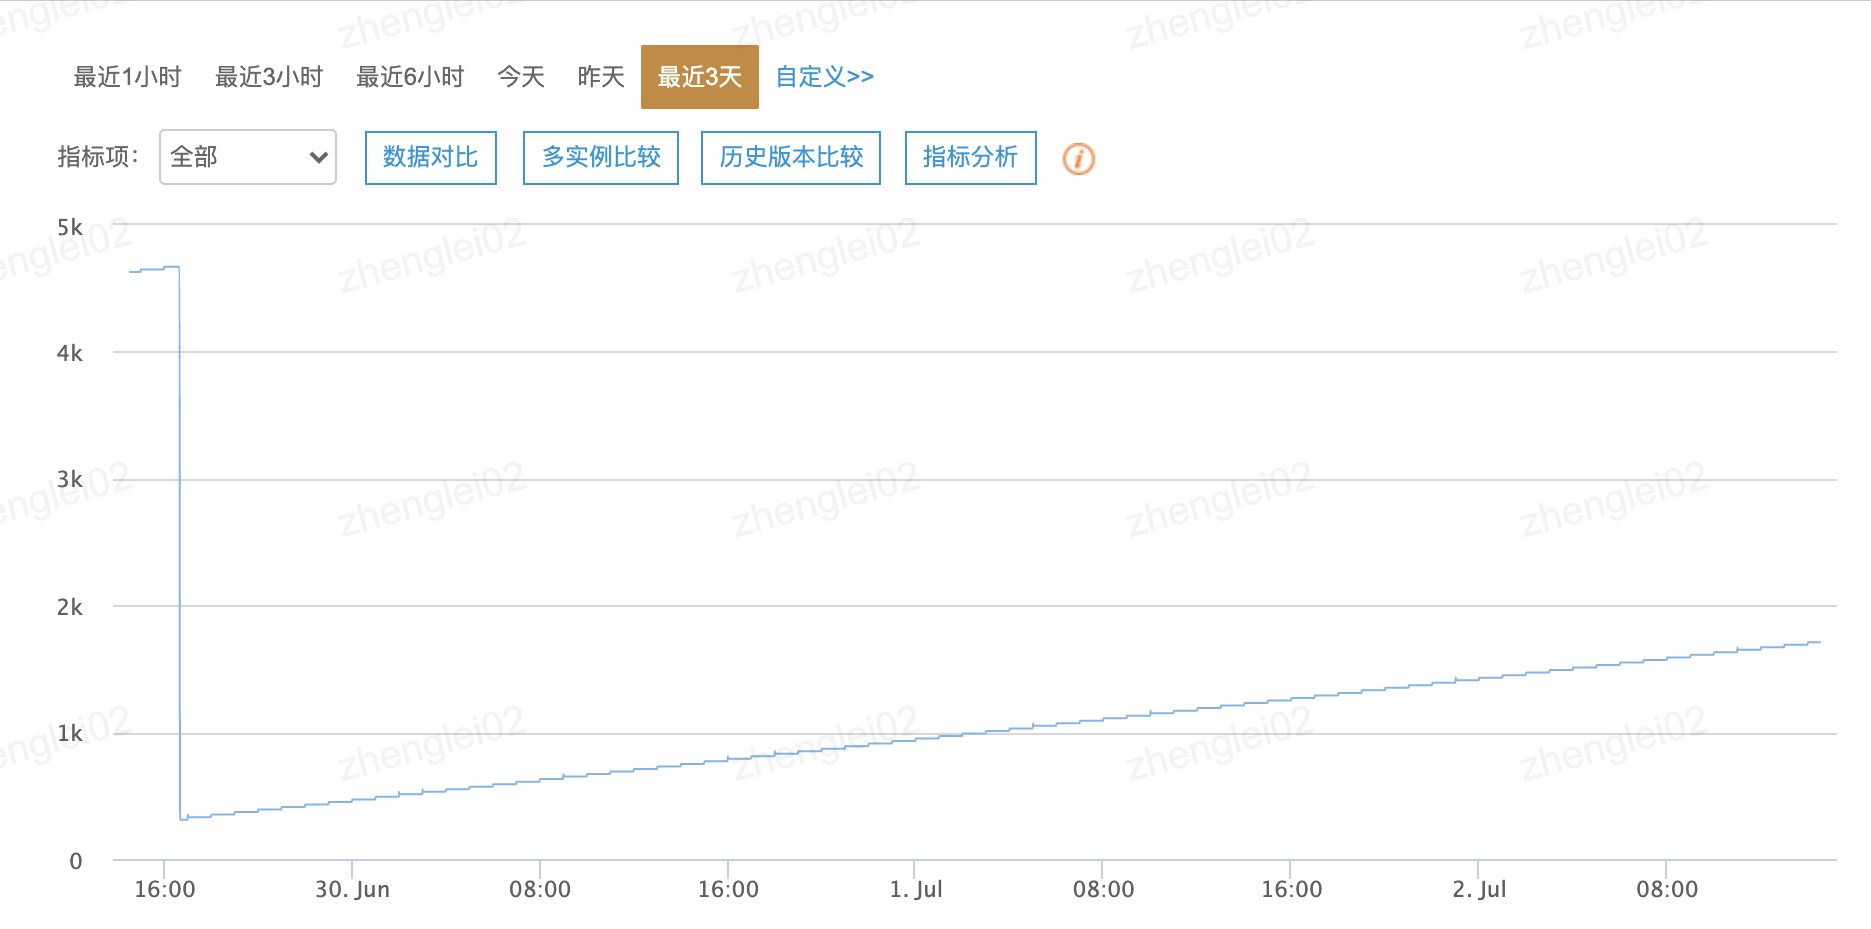 最近1小时 最近3小时 最近6小时 今天 昨天 最近3天 自定义>>
指标项: 全部 数据对比 多实例比较 历史版本比较 指标分析 i
5k
4k
3k
2k
1k
0
16:00 30. Jun 08:00 16:00 1. Jul 08:00 16:00 2. Jul 08:00
zhenglei02